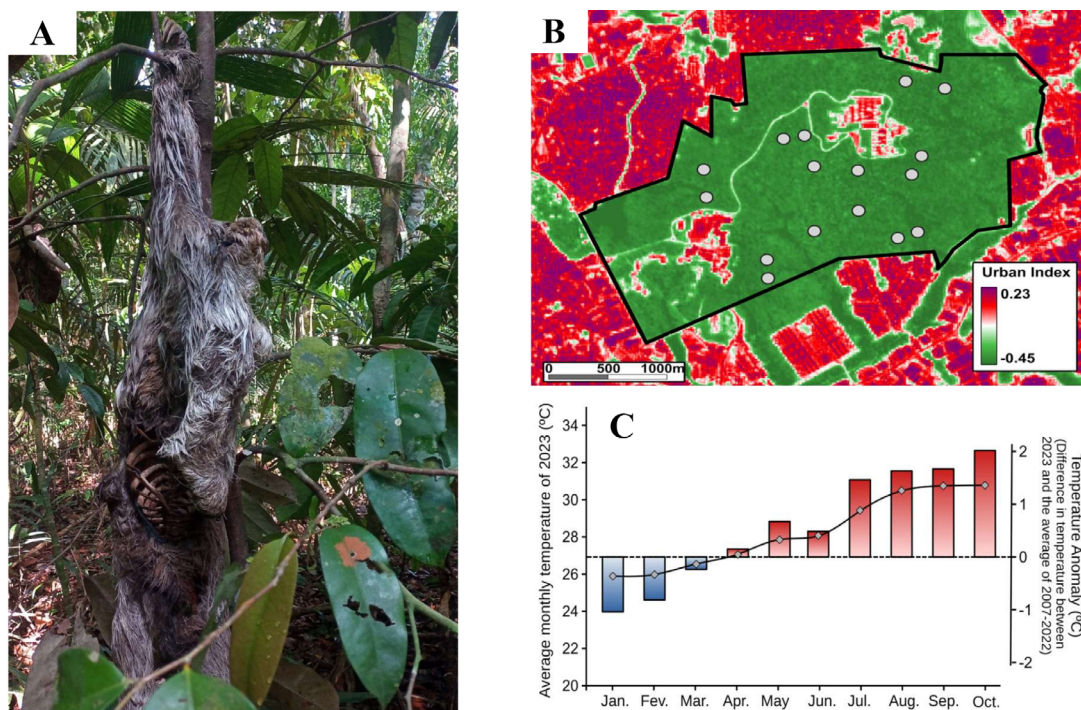 A
B
Urban Index
0.23
-0.45
0 500 1000m
C
Average monthly temperature of 2023 (ºC)
34
32
30
28
26
24
22
20
Jan. Fev. Mar. Apr. May Jun. Jul. Aug. Sep. Oct.
2
1
0
-1
-2
Temperature Anomaly (ºC)
(Difference in temperature between
2023 and the average of 2007-2022)